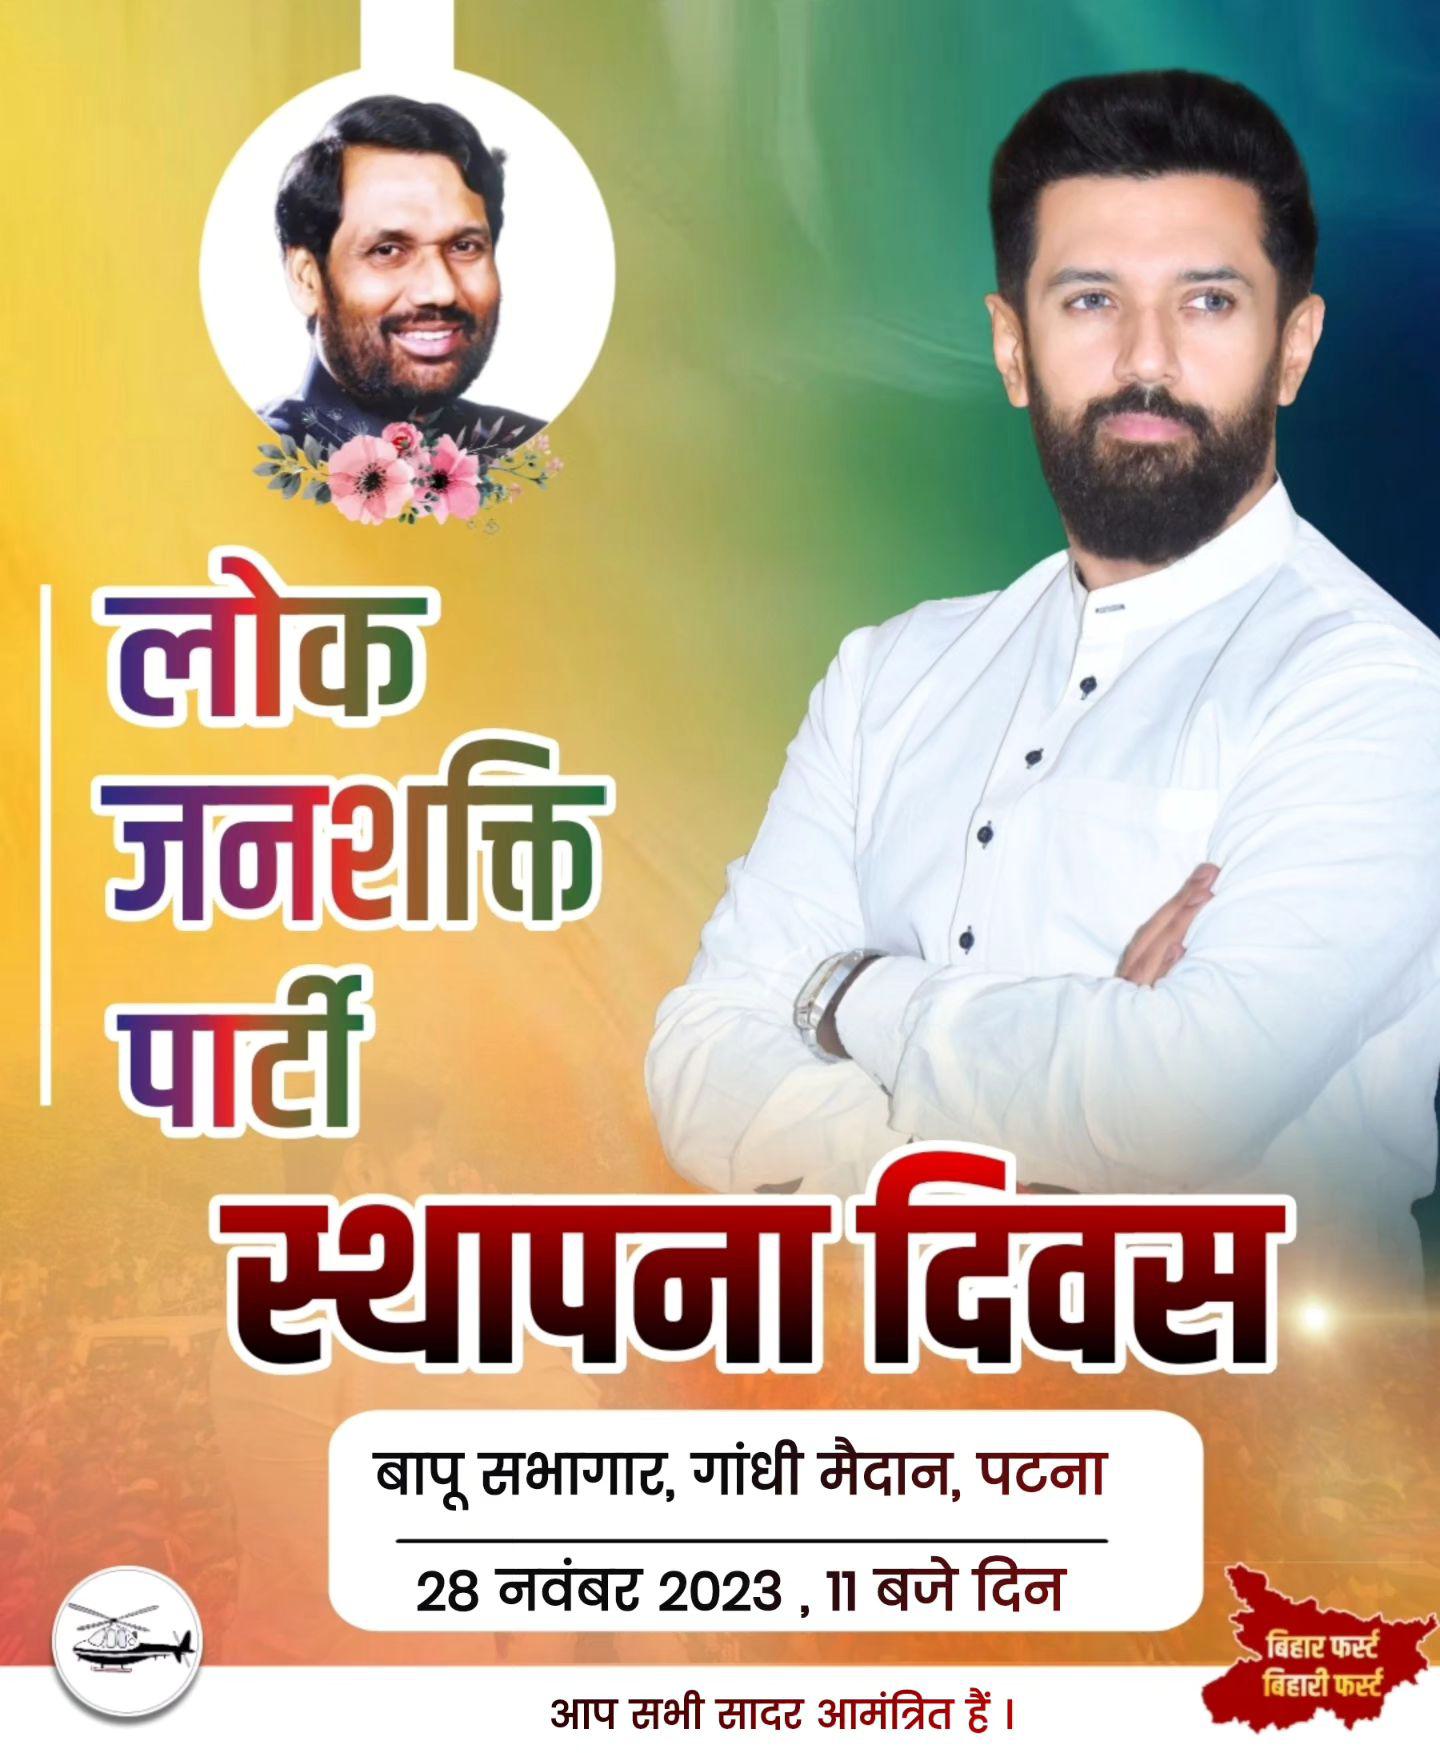 लोक
जनशक्ति
पार्टी
स्थापना दिवस
बापू सभागार, गांधी मैदान, पटना
28 नवंबर 2023 , 11 बजे दिन
बिहार फर्स्ट
बिहारी फर्स्ट
आप सभी सादर आमंत्रित हैं ।